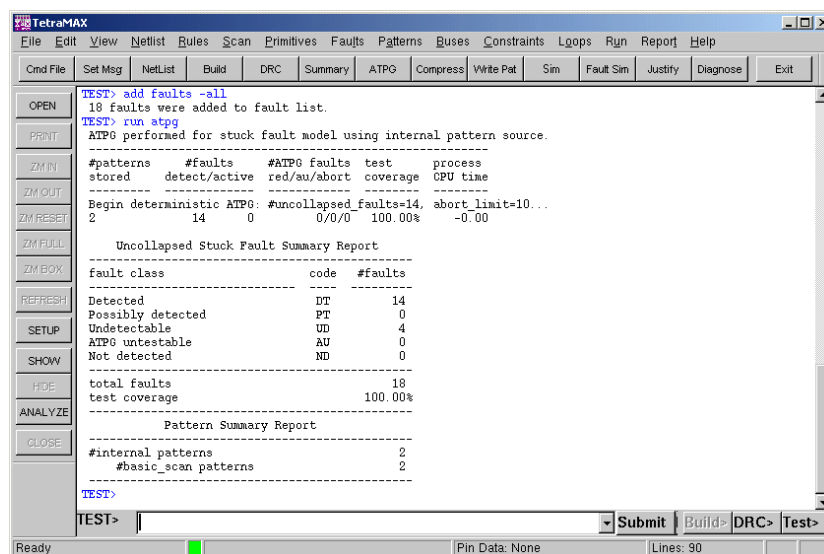 TetraMAX
File Edit View Netlist Rules Scan Primitives Faults Patterns Buses Constraints Loops Run Report Help
Cmd File Set Msg NetList Build DRC Summary ATPG Compress Write Pat Sim Fault Sim Justify Diagnose Exit
OPEN
PRINT
ZM IN
ZM OUT
ZM RESET
ZM FULL
ZM BOX
REFRESH
SETUP
SHOW
HIDE
ANALYZE
CLOSE
TEST> add faults -all
18 faults were added to fault list.
TEST> run atpg
ATPG performed for stuck fault model using internal pattern source.
----------------------------------------------------------
#patterns #faults #ATPG faults test process
stored detect/active red/au/abort coverage CPU time
--------- ------------- ------------ -------- --------
Begin deterministic ATPG: #uncollapsed_faults=14, abort_limit=10...
2 14 0 0/0/0 100.00% -0.00
Uncollapsed Stuck Fault Summary Report
-----------------------------------------------
fault class code #faults
------------------------------ ---- ---------
Detected DT 14
Possibly detected PT 0
Undetectable UD 4
ATPG untestable AU 0
Not detected ND 0
-----------------------------------------------
total faults 18
test coverage 100.00%
-----------------------------------------------
Pattern Summary Report
-----------------------------------------------
#internal patterns 2
#basic_scan patterns 2
-----------------------------------------------
TEST>
TEST> Submit Build> DRC> Test>
Ready Pin Data: None Lines: 90